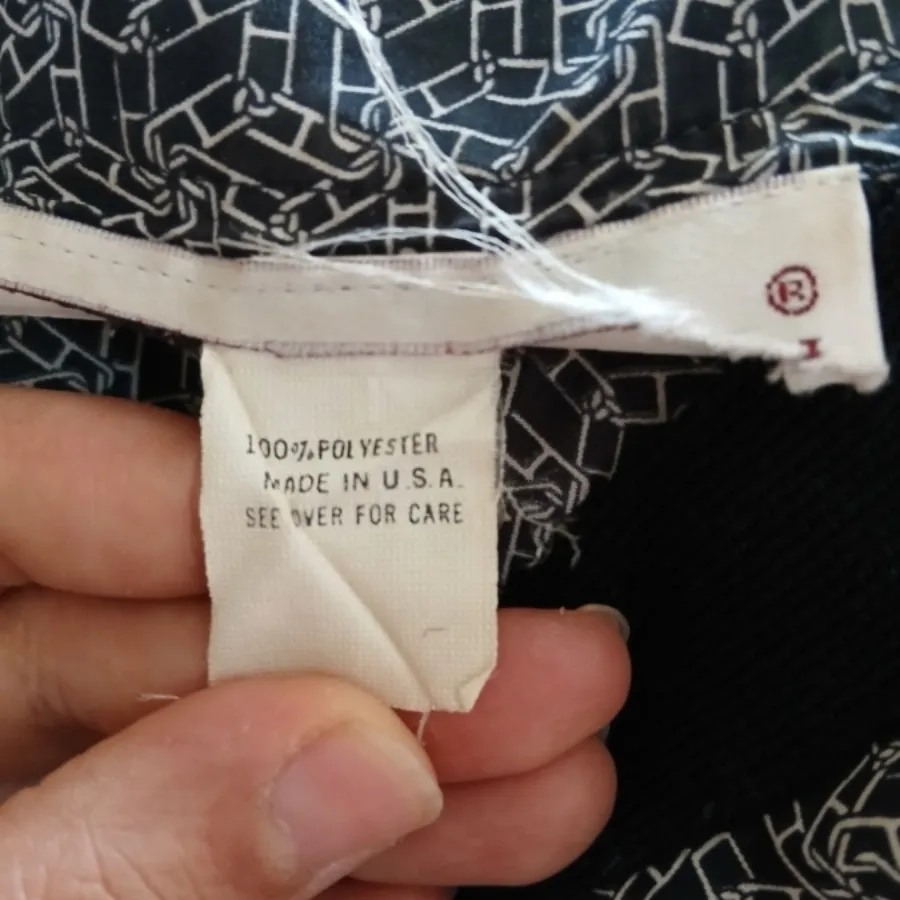 ®
100% POLYESTER
MADE IN U.S.A.
SEE OVER FOR CARE